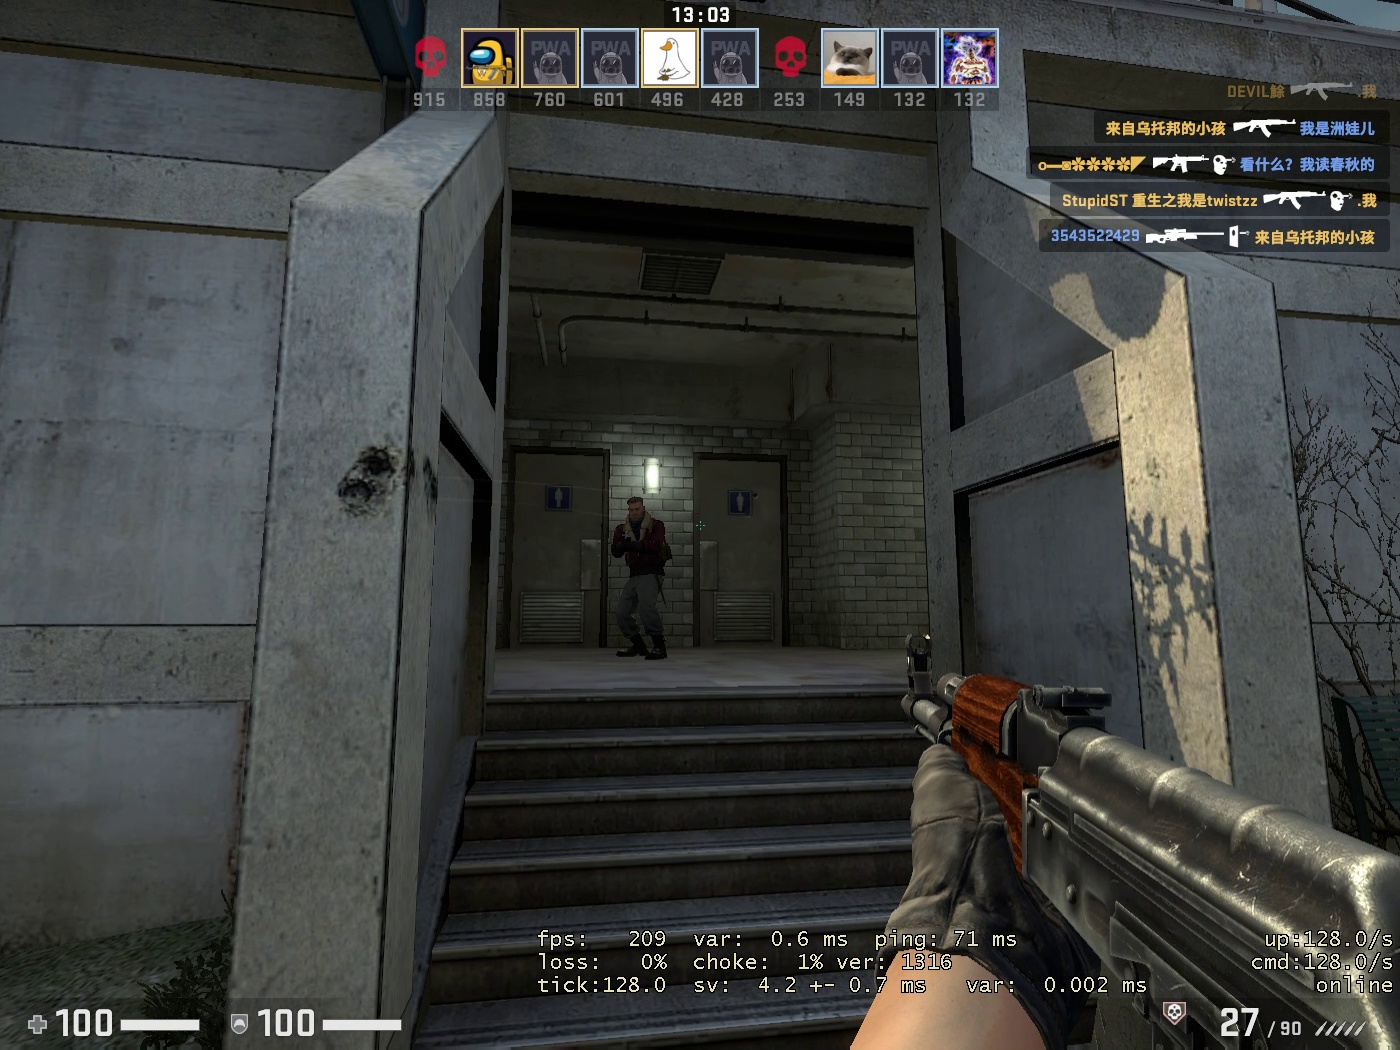 13:03
PWA PWA PWA PWA
915 858 760 601 496 428 253 149 132 132
DEVIL馀 .我
来自乌托邦的小孩 我是洲娃儿
看什么？我读春秋的
StupidST 重生之我是twistzz .我
3543522429 来自乌托邦的小孩
fps: 209 var: 0.6 ms ping: 71 ms
up:128.0/s
loss: 0% choke: 1% ver: 1316
cmd:128.0/s
tick:128.0 sv: 4.2 +- 0.7 ms var: 0.002 ms
online
100 100 27 / 90